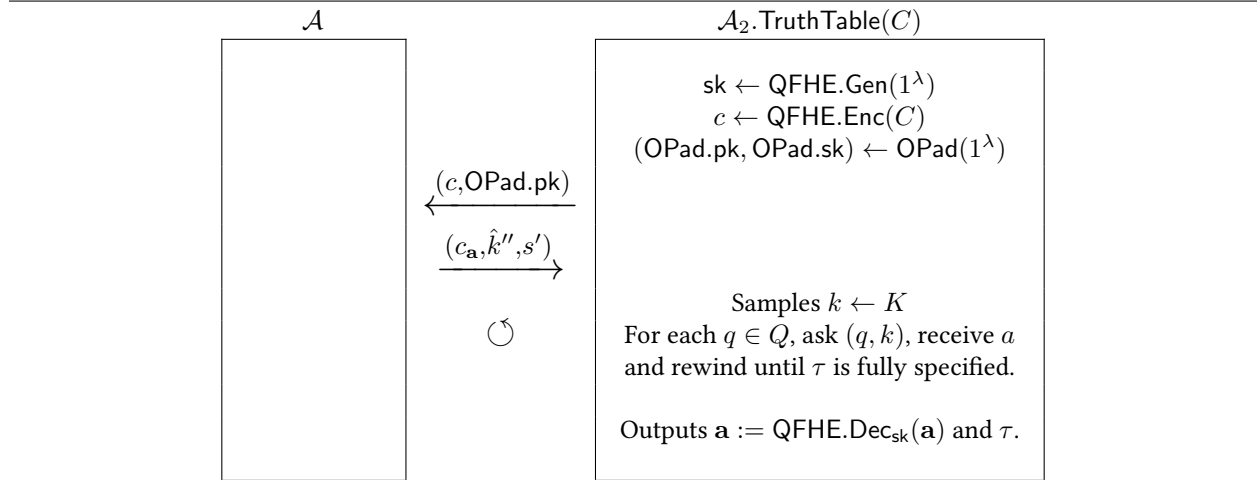 𝒜
𝒜₂.TruthTable(C)
sk ← QFHE.Gen(1^λ)
c ← QFHE.Enc(C)
(OPad.pk, OPad.sk) ← OPad(1^λ)
(c,OPad.pk)
(c_𝐚,k̂′′,s′)
Samples k ← K
For each q ∈ Q, ask (q, k), receive a
↺
and rewind until τ is fully specified.
Outputs 𝐚 := QFHE.Dec_sk(𝐚) and τ.